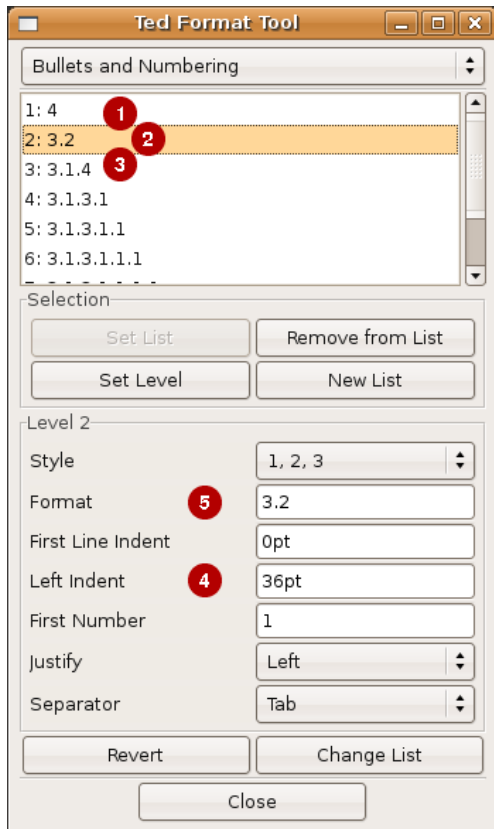 Ted Format Tool
Bullets and Numbering
1: 4 1
2: 3.2 2
3: 3.1.4 3
4: 3.1.3.1
5: 3.1.3.1.1
6: 3.1.3.1.1.1
Selection
Set List Remove from List
Set Level New List
Level 2
Style 1, 2, 3
Format 5 3.2
First Line Indent 0pt
Left Indent 4 36pt
First Number 1
Justify Left
Separator Tab
Revert Change List
Close